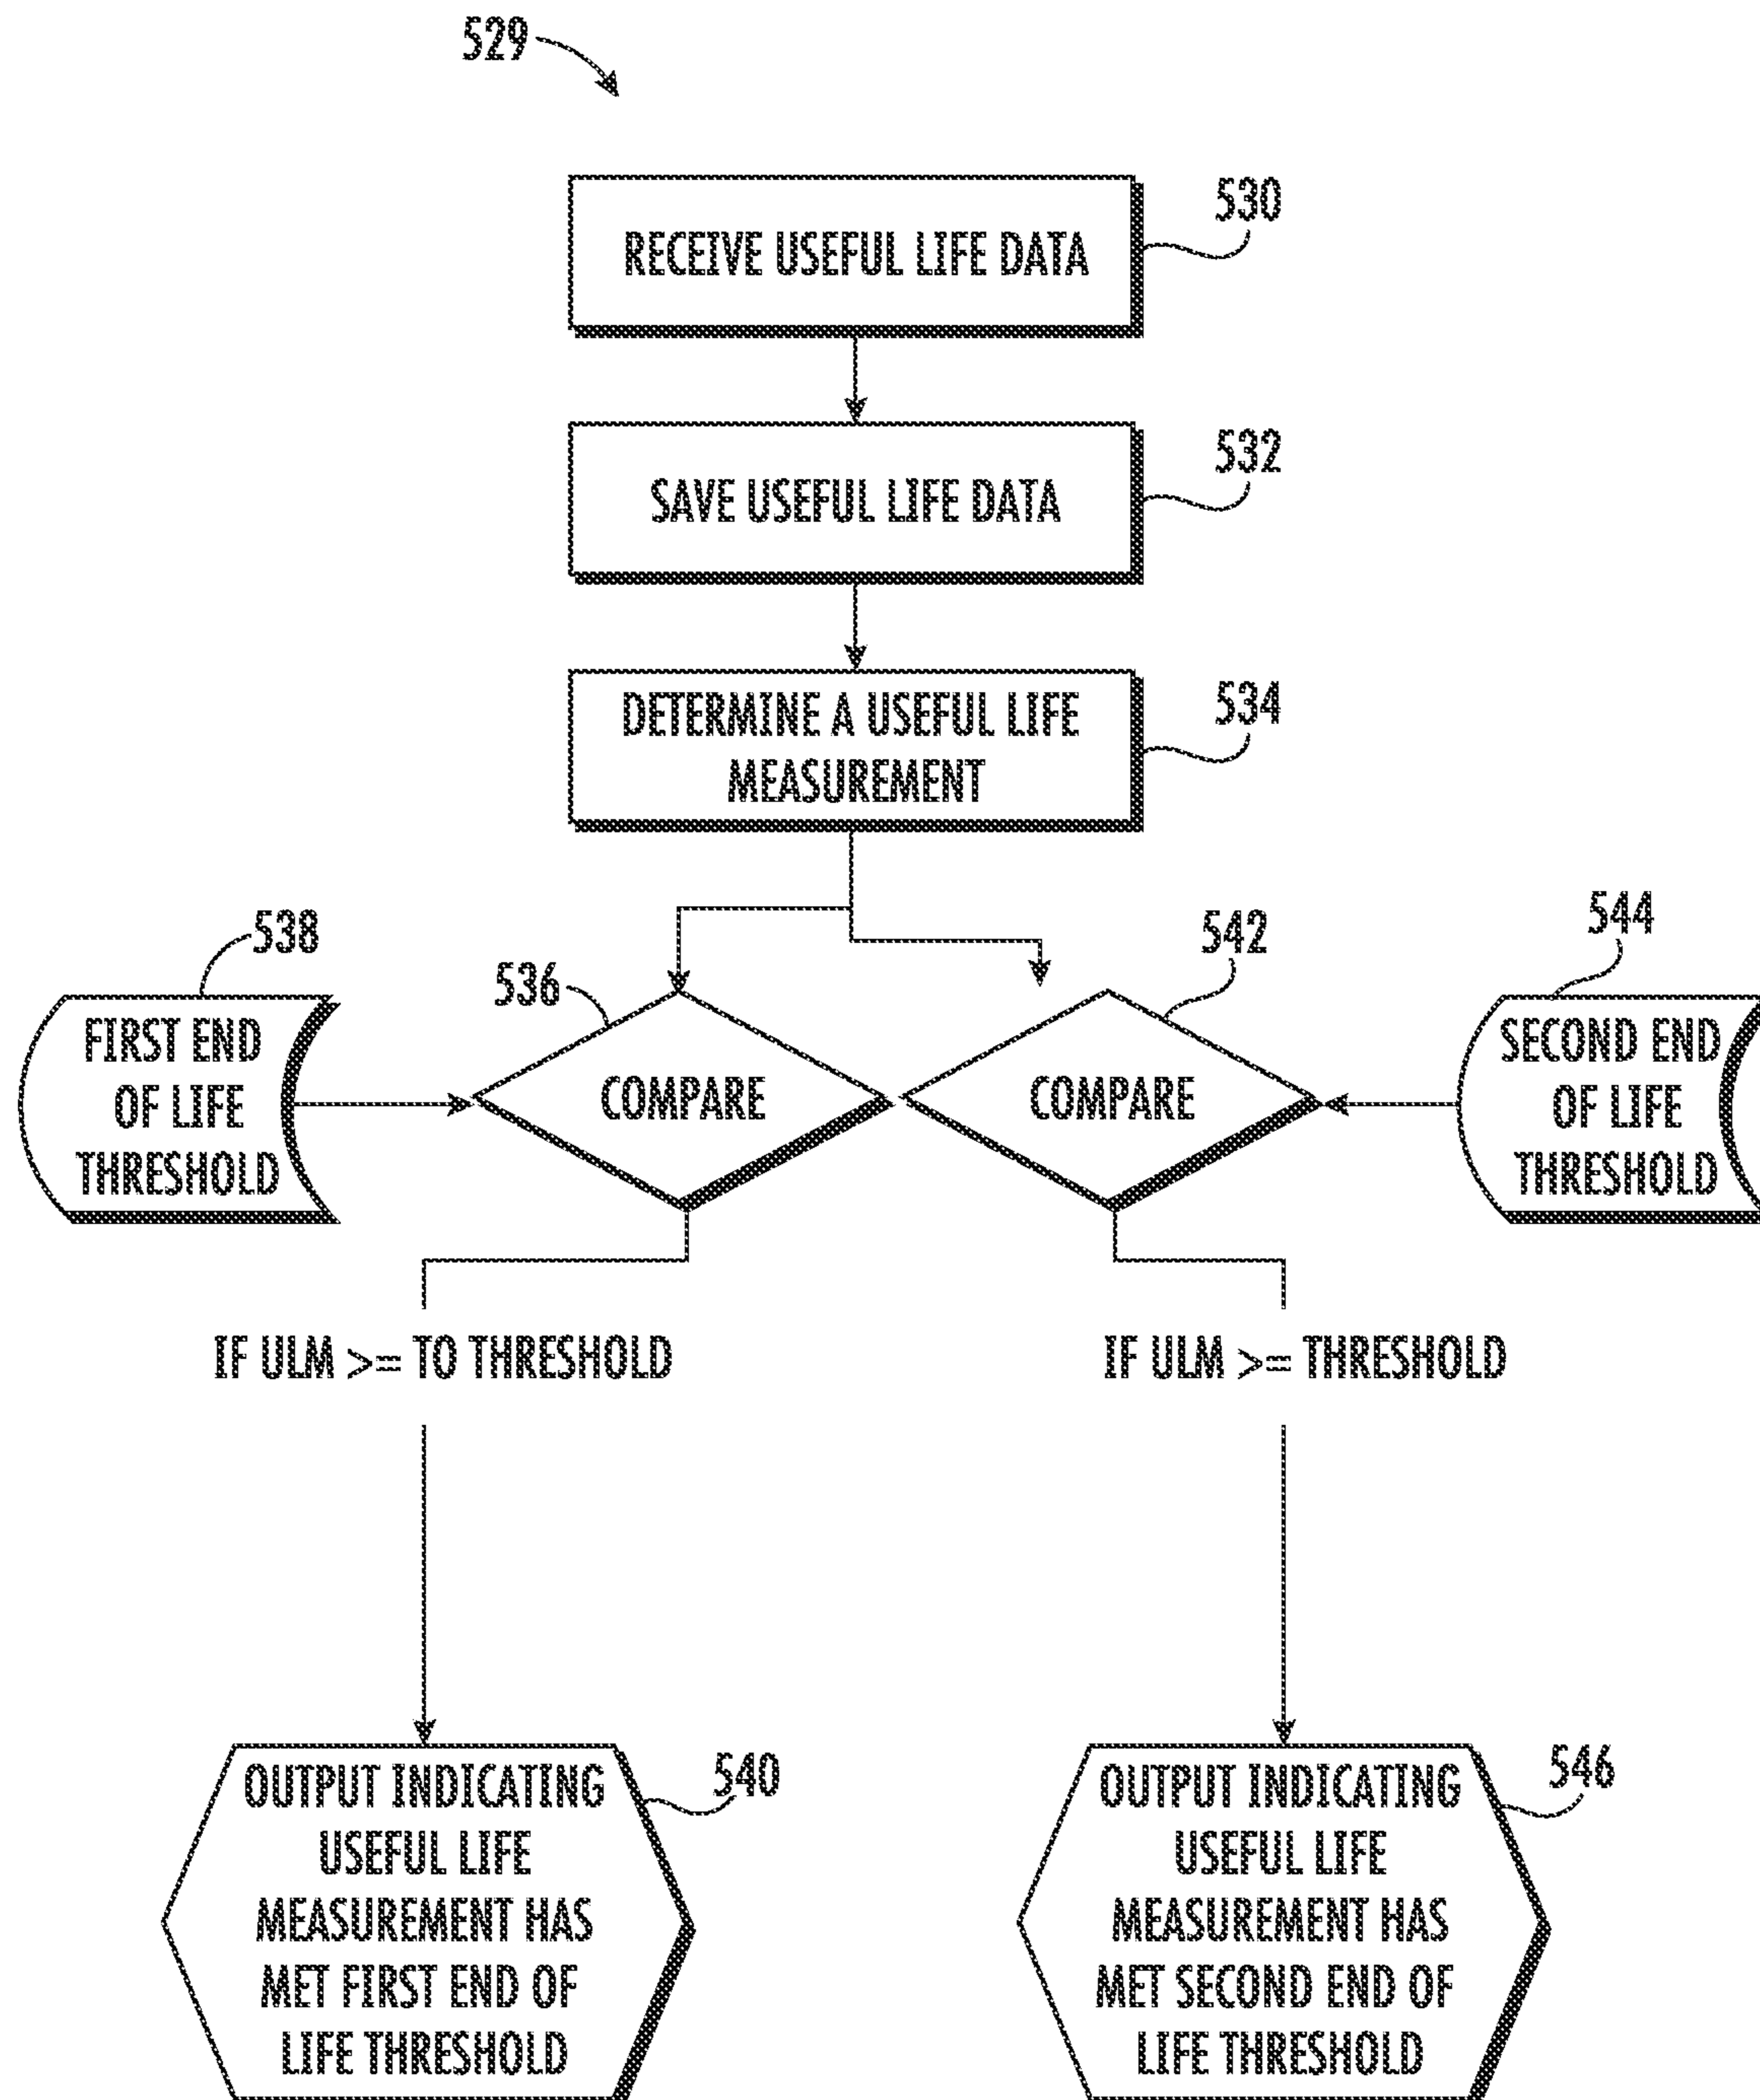 529
530
RECEIVE USEFUL LIFE DATA
532
SAVE USEFUL LIFE DATA
534
DETERMINE A USEFUL LIFE
MEASUREMENT
538
536
542
544
FIRST END
OF LIFE
THRESHOLD
COMPARE
COMPARE
SECOND END
OF LIFE
THRESHOLD
IF ULM >= TO THRESHOLD
IF ULM >= THRESHOLD
540
OUTPUT INDICATING
USEFUL LIFE
MEASUREMENT HAS
MET FIRST END OF
LIFE THRESHOLD
546
OUTPUT INDICATING
USEFUL LIFE
MEASUREMENT HAS
MET SECOND END OF
LIFE THRESHOLD